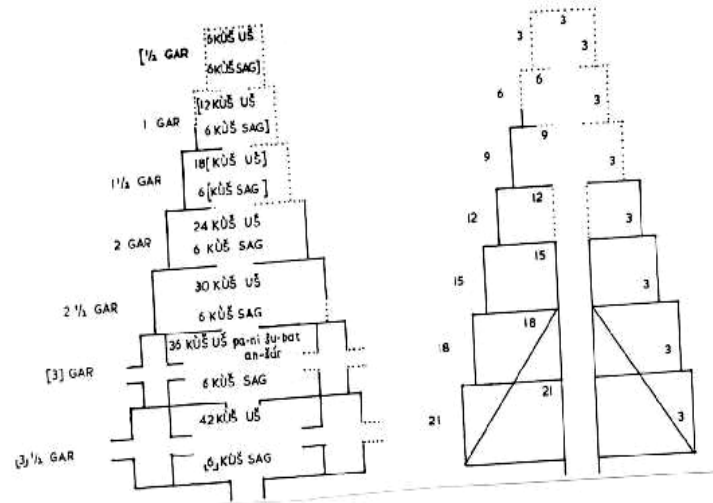 6 KÙŠ UŠ
[½ GAR
6 KÙŠ SAG]
[12 KÙŠ UŠ
1 GAR
6 KÙŠ SAG]
18 [KÙŠ UŠ]
1½ GAR
6 [KÙŠ SAG]
24 KÙŠ UŠ
2 GAR
6 KÙŠ SAG
30 KÙŠ UŠ
2 ½ GAR
6 KÙŠ SAG
36 KÙŠ UŠ pa-ni šu-bat
an-šár
[3] GAR
6 KÙŠ SAG
42 KÙŠ UŠ
⌞3⌟ ½ GAR
⌞6⌟ KÙŠ SAG
3
3
3
6
6
3
9
9
3
12
12
3
15
15
3
18
18
3
21
21
3